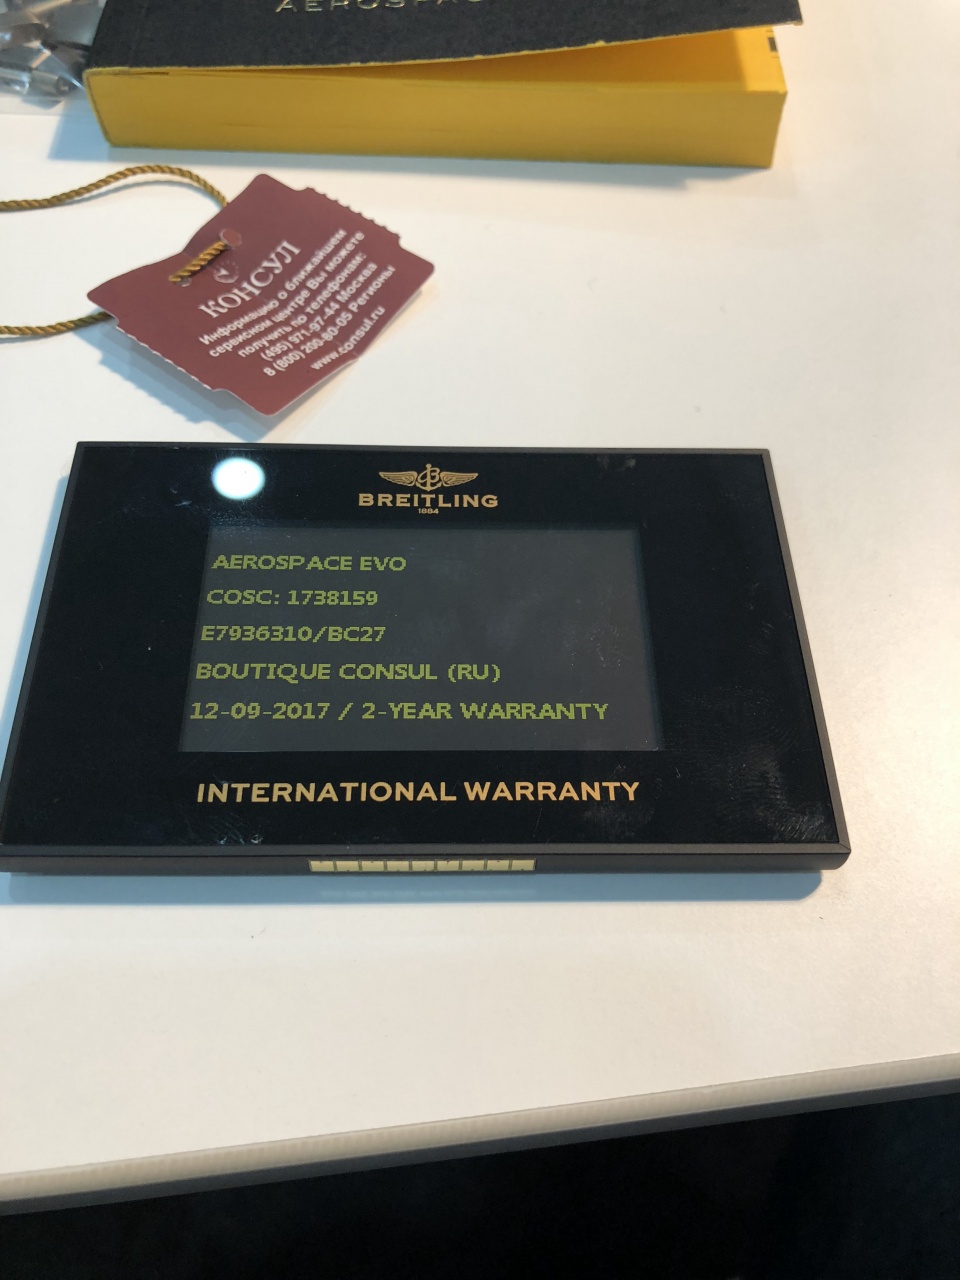 AEROSPAC
КОНСУЛ
Информацию о ближайшем
сервисном центре Вы можете
получить по телефонам:
(495) 971-97-44 Москва
8 (800) 200-80-05 Регионы
www.consul.ru
BREITLING
1884
AEROSPACE EVO
COSC: 1738159
E7936310/BC27
BOUTIQUE CONSUL (RU)
12-09-2017 / 2-YEAR WARRANTY
INTERNATIONAL WARRANTY